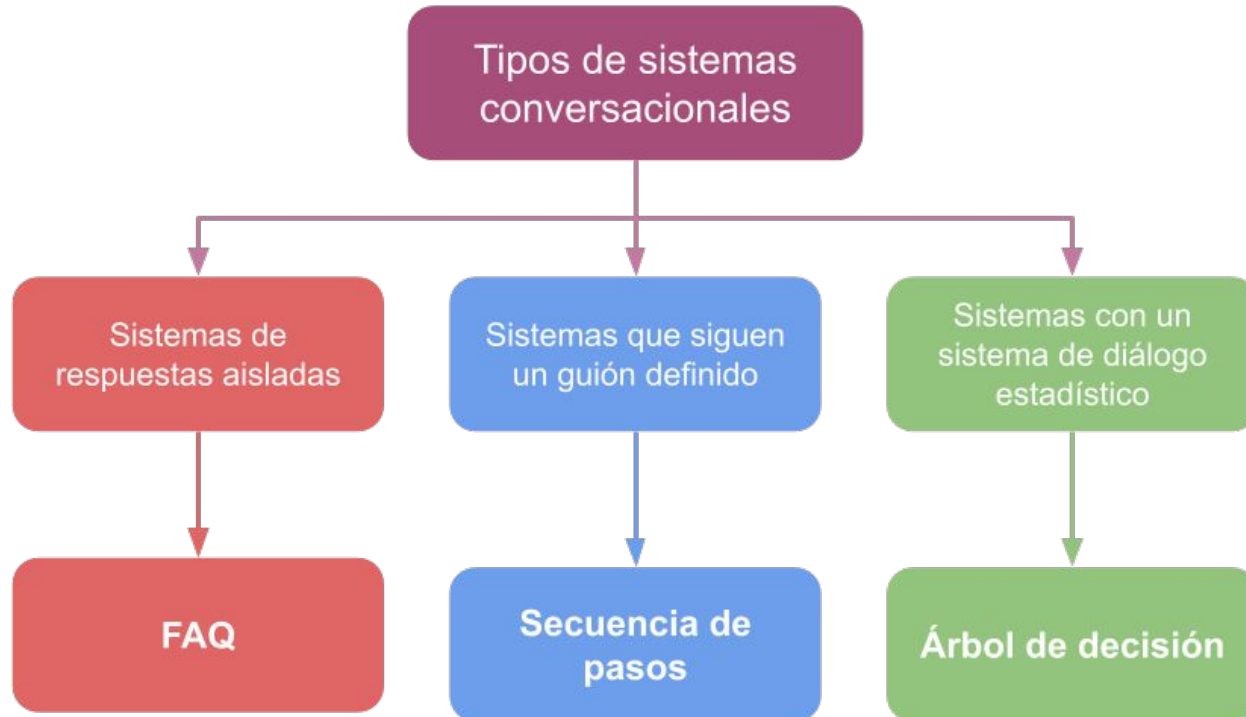 Tipos de sistemas
conversacionales
Sistemas de
respuestas aisladas
Sistemas que siguen
un guión definido
Sistemas con un
sistema de diálogo
estadístico
FAQ
Secuencia de
pasos
Árbol de decisión